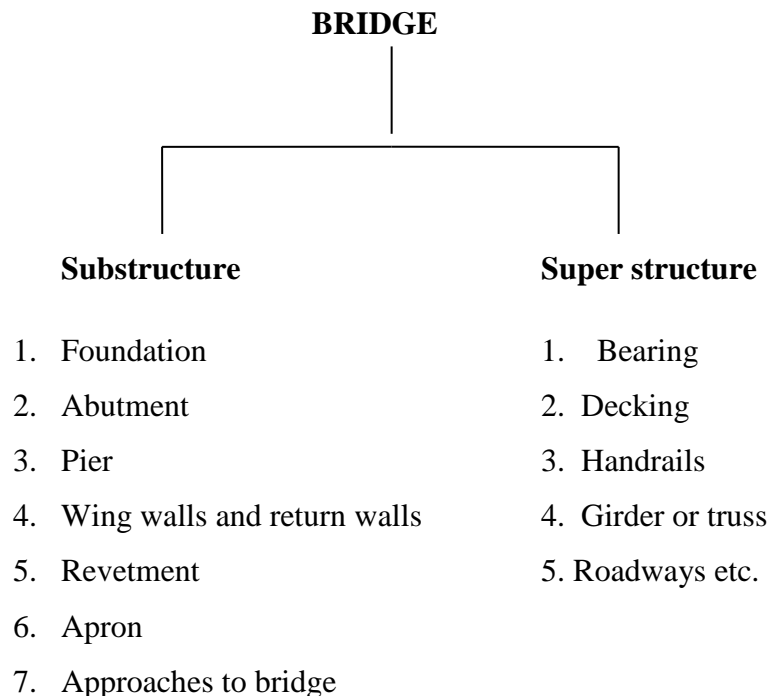 BRIDGE
Substructure
1. Foundation
2. Abutment
3. Pier
4. Wing walls and return walls
5. Revetment
6. Apron
7. Approaches to bridge
Super structure
1. Bearing
2. Decking
3. Handrails
4. Girder or truss
5. Roadways etc.